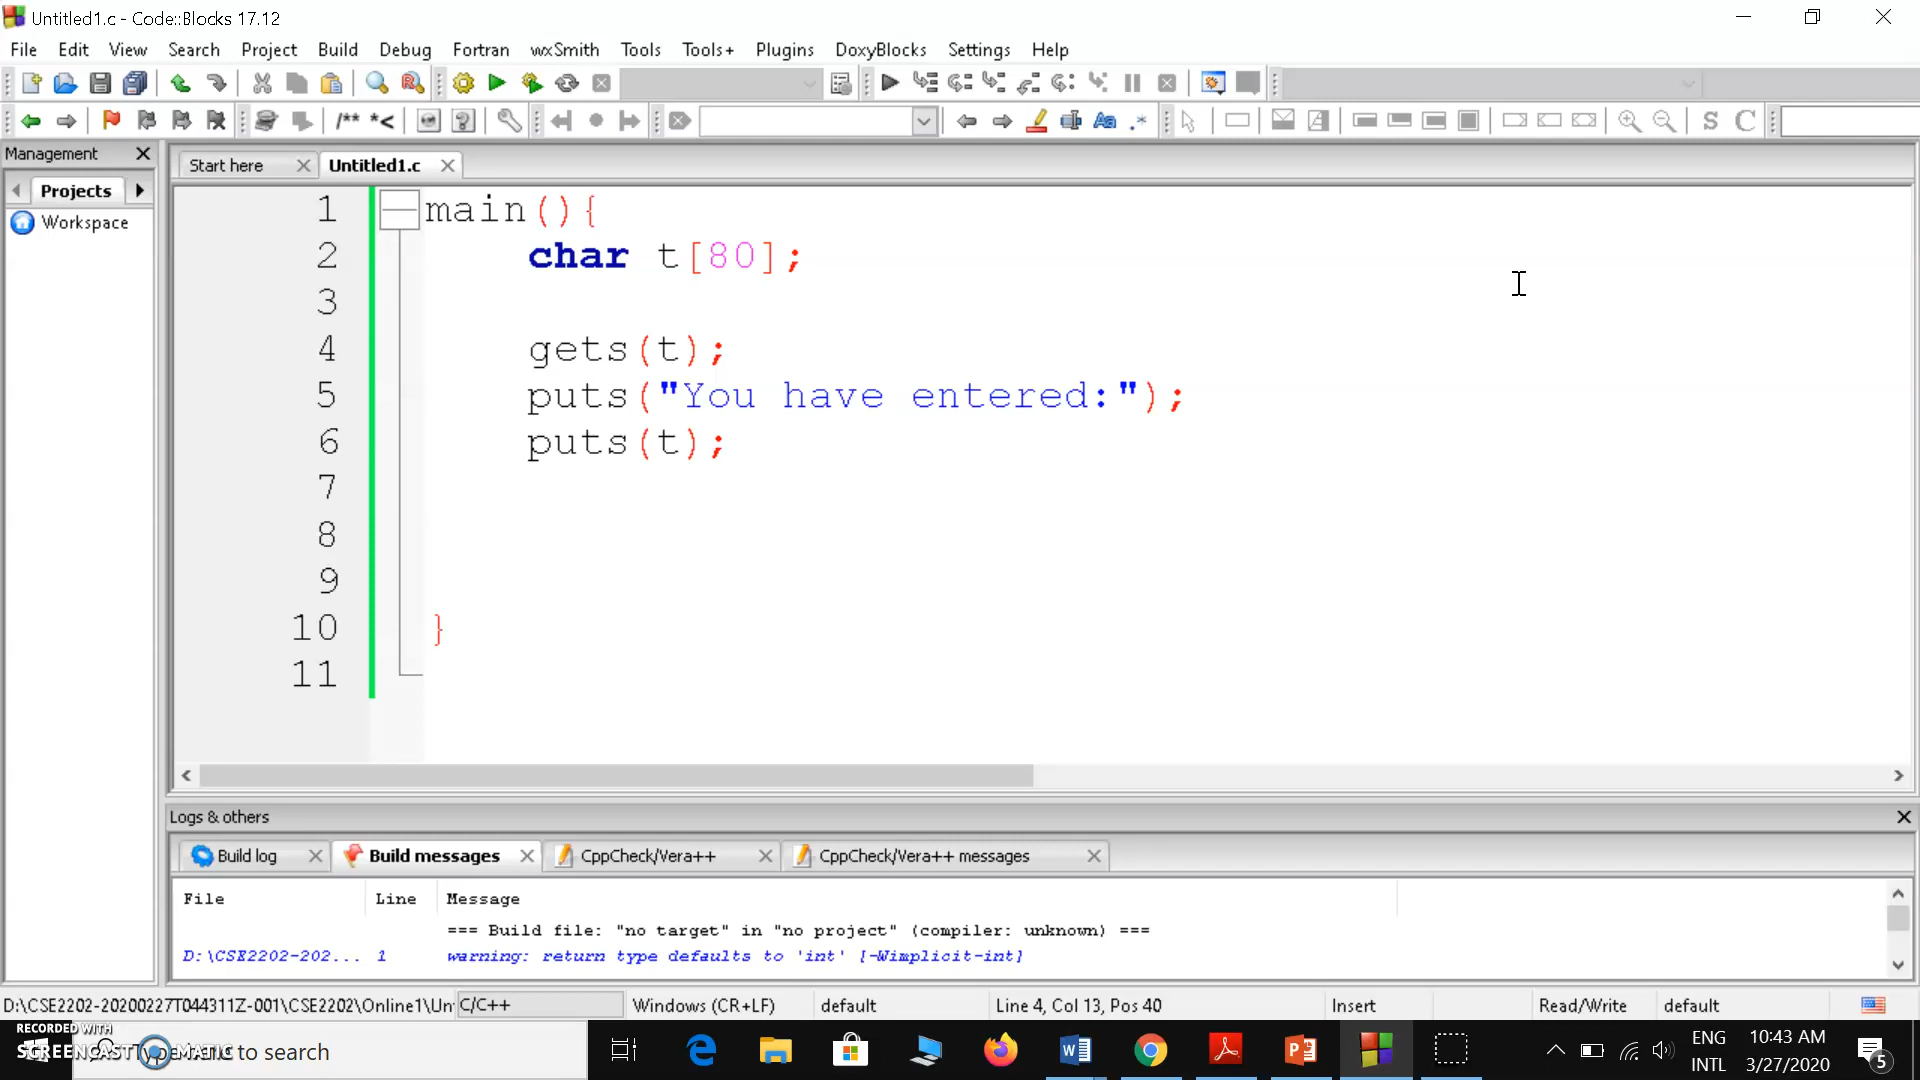 Untitled1.c - Code::Blocks 17.12
File Edit View Search Project Build Debug Fortran wxSmith Tools Tools+ Plugins DoxyBlocks Settings Help
/** *< Aa .* S C
Management
Start here Untitled1.c
Projects
Workspace
1 main(){
2 char t[80];
3
4 gets(t);
5 puts("You have entered:");
6 puts(t);
7
8
9
10 }
11
Logs & others
Build log Build messages CppCheck/Vera++ CppCheck/Vera++ messages
File Line Message
=== Build file: "no target" in "no project" (compiler: unknown) ===
D:\CSE2202-202... 1 warning: return type defaults to 'int' [-Wimplicit-int]
D:\CSE2202-20200227T044311Z-001\CSE2202\Online1\Un C/C++ Windows (CR+LF) default Line 4, Col 13, Pos 40 Insert Read/Write default
RECORDED WITH
SCREENCAST MATIC
Type here to search
ENG 10:43 AM
INTL 3/27/2020
5